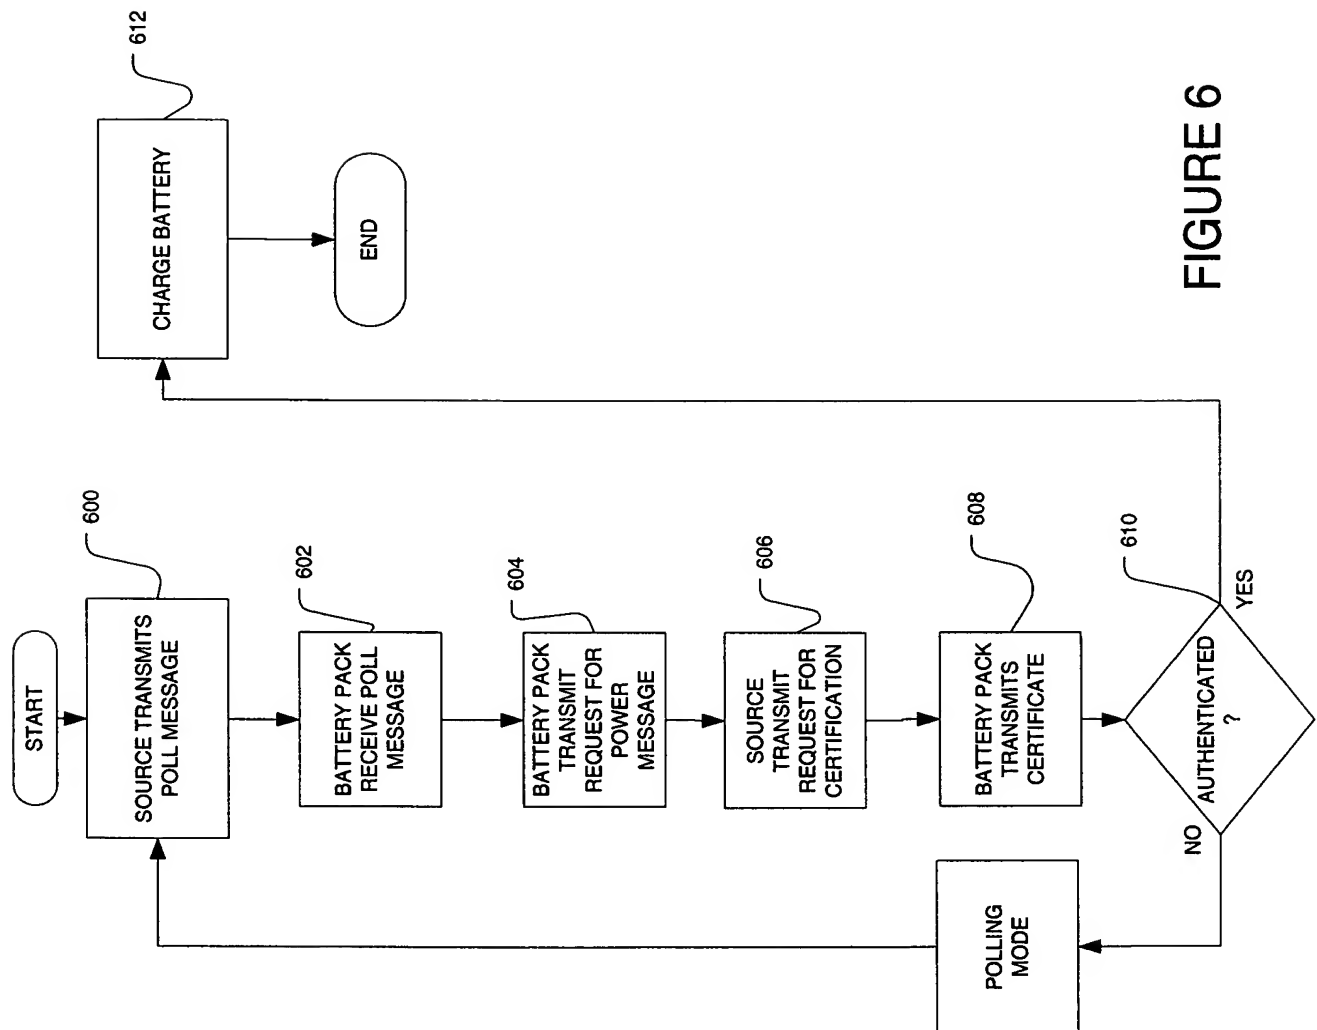 START
SOURCE TRANSMITS
POLL MESSAGE
600
BATTERY PACK
RECEIVE POLL
MESSAGE
602
BATTERY PACK
TRANSMIT
REQUEST FOR
POWER
MESSAGE
604
SOURCE
TRANSMIT
REQUEST FOR
CERTIFICATION
606
BATTERY PACK
TRANSMITS
CERTIFICATE
608
AUTHENTICATED
?
610
NO
YES
POLLING
MODE
CHARGE BATTERY
612
END
FIGURE 6